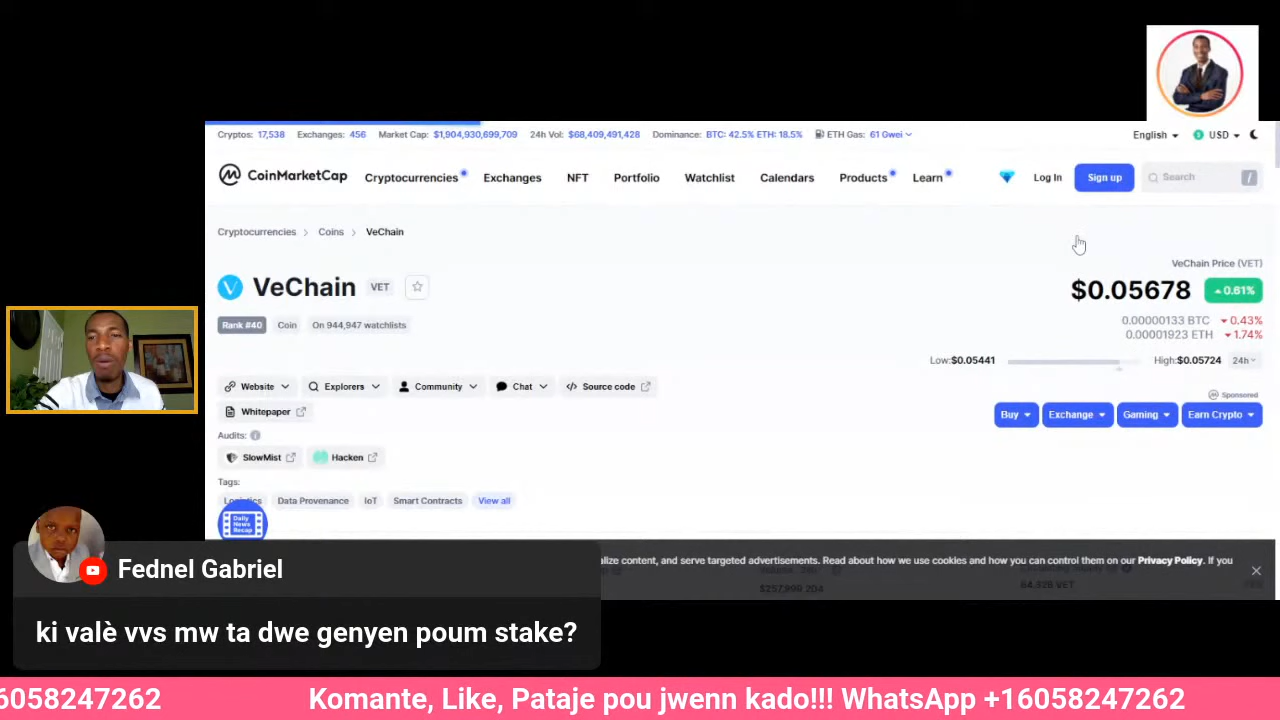 Cryptos: 17,538 Exchanges: 456 Market Cap: $1,904,930,699,709 24h Vol: $68,409,491,428 Dominance: BTC: 42.5% ETH: 18.5% ETH Gas: 61 Gwei English USD
CoinMarketCap Cryptocurrencies Exchanges NFT Portfolio Watchlist Calendars Products Learn Log In Sign up Search /
Cryptocurrencies > Coins > VeChain
VeChain Price (VET)
VeChain VET $0.05678 0.61%
Rank #40 Coin On 944,947 watchlists 0.00000133 BTC 0.43%
0.00001923 ETH 1.74%
Low:$0.05441 High:$0.05724 24h
Website Explorers Community Chat Source code
Sponsored
Whitepaper Buy Exchange Gaming Earn Crypto
Audits:
SlowMist Hacken
Tags:
Logistics Data Provenance IoT Smart Contracts View all
Daily
News
Recap
alize content, and serve targeted advertisements. Read about how we use cookies and how you can control them on our Privacy Policy. If you
64.32B VET
Fednel Gabriel
ki valè vvs mw ta dwe genyen poum stake?
6058247262 Komante, Like, Pataje pou jwenn kado!!! WhatsApp +16058247262